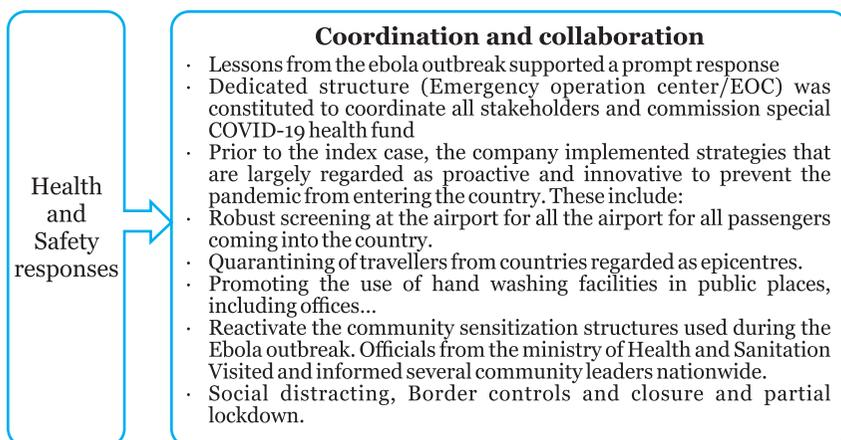 Health
and
Safety
responses
Coordination and collaboration
· Lessons from the ebola outbreak supported a prompt response
· Dedicated structure (Emergency operation center/EOC) was
constituted to coordinate all stakeholders and commission special
COVID-19 health fund
· Prior to the index case, the company implemented strategies that
are largely regarded as proactive and innovative to prevent the
pandemic from entering the country. These include:
· Robust screening at the airport for all the airport for all passengers
coming into the country.
· Quarantining of travellers from countries regarded as epicentres.
· Promoting the use of hand washing facilities in public places,
including offices...
· Reactivate the community sensitization structures used during the
Ebola outbreak. Officials from the ministry of Health and Sanitation
Visited and informed several community leaders nationwide.
· Social distracting, Border controls and closure and partial
lockdown.